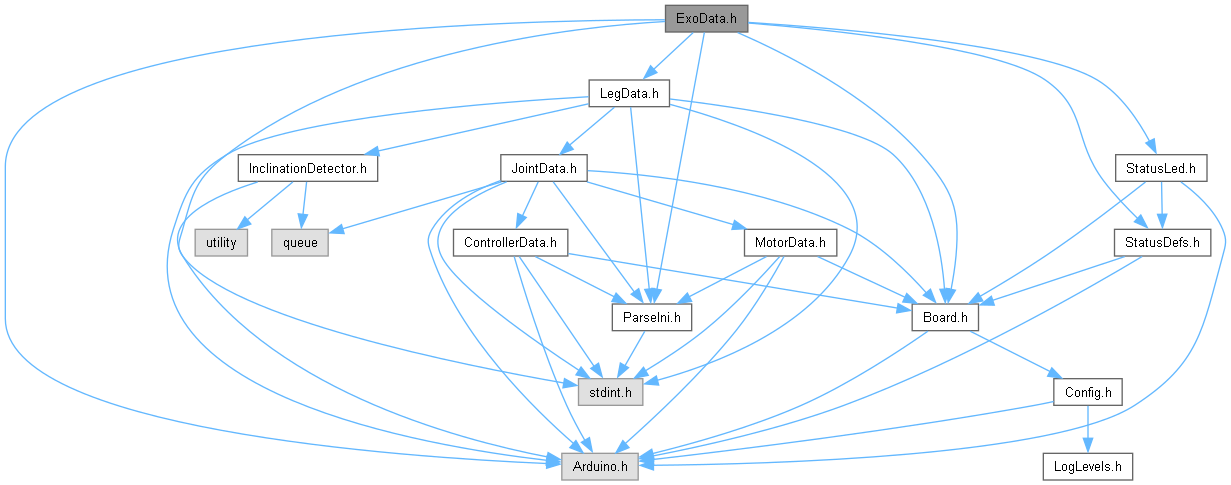 ExoData.h
LegData.h
InclinationDetector.h
JointData.h
StatusLed.h
utility
queue
ControllerData.h
MotorData.h
StatusDefs.h
ParseIni.h
Board.h
stdint.h
Config.h
Arduino.h
LogLevels.h